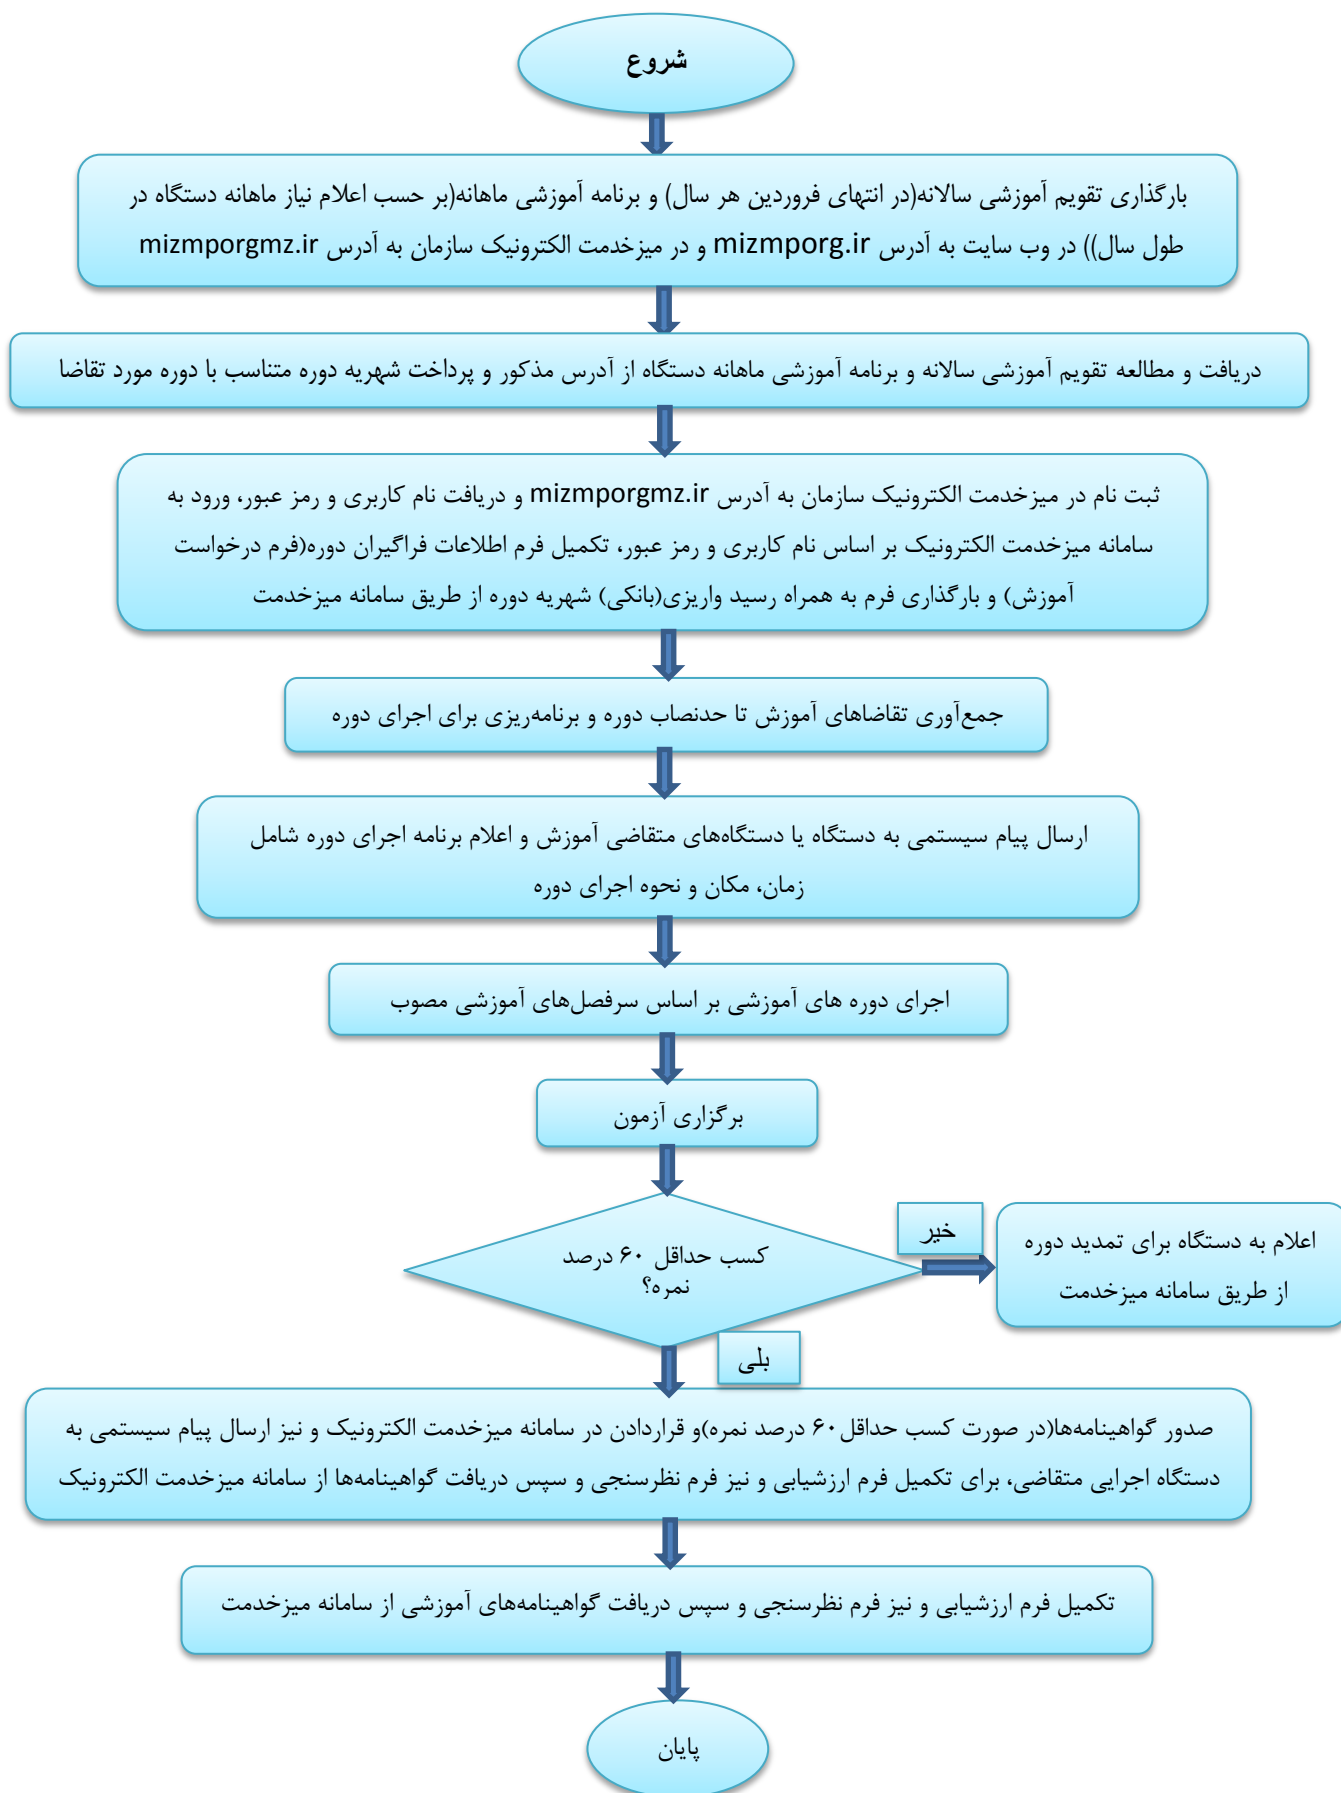 شروع
بارگذاری تقویم آموزشی سالانه(در انتهای فروردین هر سال) و برنامه آموزشی ماهانه(بر حسب اعلام نیاز ماهانه دستگاه در
طول سال)) در وب سایت به آدرس mizmporg.ir و در میزخدمت الکترونیک سازمان به آدرس mizmporgmz.ir
دریافت و مطالعه تقویم آموزشی سالانه و برنامه آموزشی ماهانه دستگاه از آدرس مذکور و پرداخت شهریه دوره متناسب با دوره مورد تقاضا
ثبت نام در میزخدمت الکترونیک سازمان به آدرس mizmporgmz.ir و دریافت نام کاربری و رمز عبور، ورود به
سامانه میزخدمت الکترونیک بر اساس نام کاربری و رمز عبور، تکمیل فرم اطلاعات فراگیران دوره(فرم درخواست
آموزش) و بارگذاری فرم به همراه رسید واریزی(بانکی) شهریه دوره از طریق سامانه میزخدمت
جمع‌آوری تقاضاهای آموزش تا حدنصاب دوره و برنامه‌ریزی برای اجرای دوره
ارسال پیام سیستمی به دستگاه یا دستگاه‌های متقاضی آموزش و اعلام برنامه اجرای دوره شامل
زمان، مکان و نحوه اجرای دوره
اجرای دوره های آموزشی بر اساس سرفصل‌های آموزشی مصوب
برگزاری آزمون
کسب حداقل ۶۰ درصد
نمره؟
خیر
اعلام به دستگاه برای تمدید دوره
از طریق سامانه میزخدمت
بلی
صدور گواهینامه‌ها(در صورت کسب حداقل۶۰ درصد نمره)و قراردادن در سامانه میزخدمت الکترونیک و نیز ارسال پیام سیستمی به
دستگاه اجرایی متقاضی، برای تکمیل فرم ارزشیابی و نیز فرم نظرسنجی و سپس دریافت گواهینامه‌ها از سامانه میزخدمت الکترونیک
تکمیل فرم ارزشیابی و نیز فرم نظرسنجی و سپس دریافت گواهینامه‌های آموزشی از سامانه میزخدمت
پایان